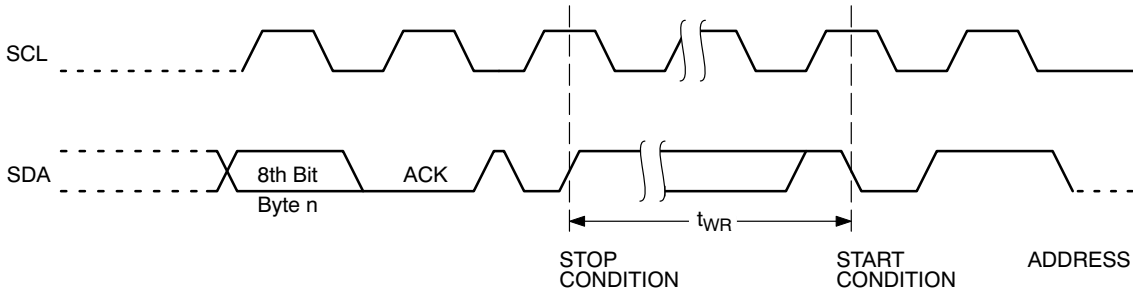 SCL
SDA
8th Bit
Byte n
ACK
tWR
STOP
CONDITION
START
CONDITION
ADDRESS